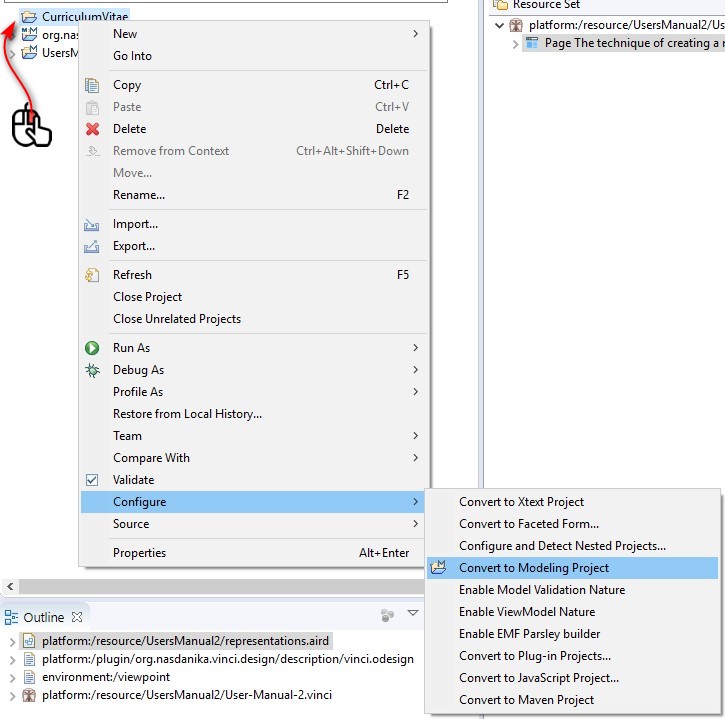 CurriculumVitae
org.nas
UsersM
New
Go Into
Copy Ctrl+C
Paste Ctrl+V
Delete Delete
Remove from Context Ctrl+Alt+Shift+Down
Move...
Rename... F2
Import...
Export...
Refresh F5
Close Project
Close Unrelated Projects
Run As
Debug As
Profile As
Restore from Local History...
Team
Compare With
Validate
Configure
Source
Properties Alt+Enter
Resource Set
platform:/resource/UsersManual2/Us
Page The technique of creating a
Convert to Xtext Project
Convert to Faceted Form...
Configure and Detect Nested Projects...
Convert to Modeling Project
Enable Model Validation Nature
Enable ViewModel Nature
Enable EMF Parsley builder
Convert to Plug-in Projects...
Convert to JavaScript Project...
Convert to Maven Project
Outline
platform:/resource/UsersManual2/representations.aird
platform:/plugin/org.nasdanika.vinci.design/description/vinci.odesign
environment:/viewpoint
platform:/resource/UsersManual2/User-Manual-2.vinci